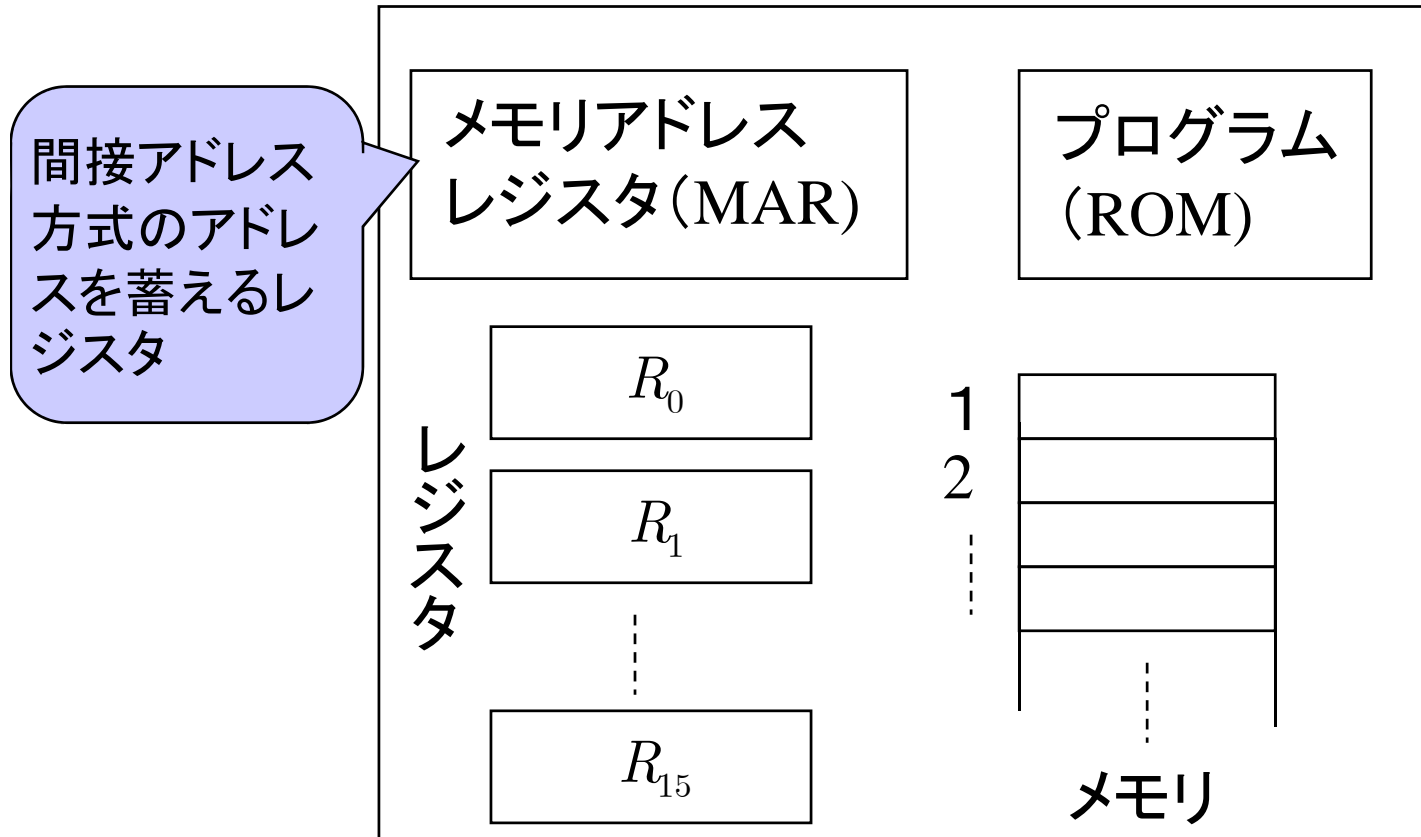 間接アドレス
方式のアドレ
スを蓄えるレ
ジスタ
メモリアドレス
レジスタ(MAR)
プログラム
(ROM)
レジスタ
R₀
R₁
R₁₅
1
2
メモリ